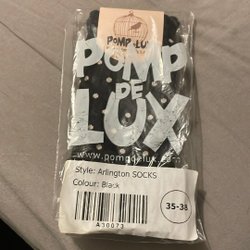 POMP de LUX
POMP
DE
LUX
www.pompdelux.com
Style: Arlington SOCKS
Colour: Black
35-38
A30073